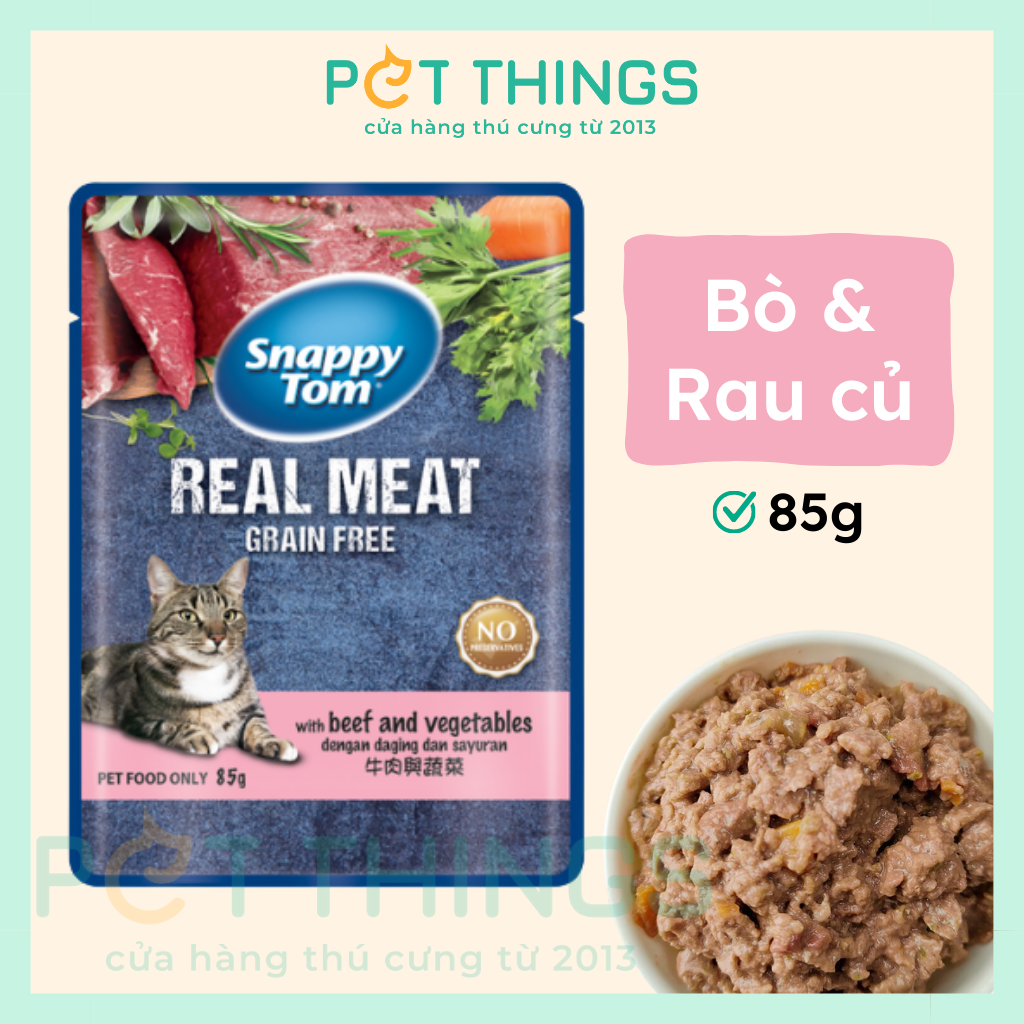 PET THINGS
cửa hàng thú cưng từ 2013
Snappy
Tom
REAL MEAT
GRAIN FREE
NO
PRESERVATIVES
with beef and vegetables
dengan daging dan sayuran
牛肉與蔬菜
PET FOOD ONLY 85g
Bò &
Rau củ
85g
PET THINGS
cửa hàng thú cưng từ 2013